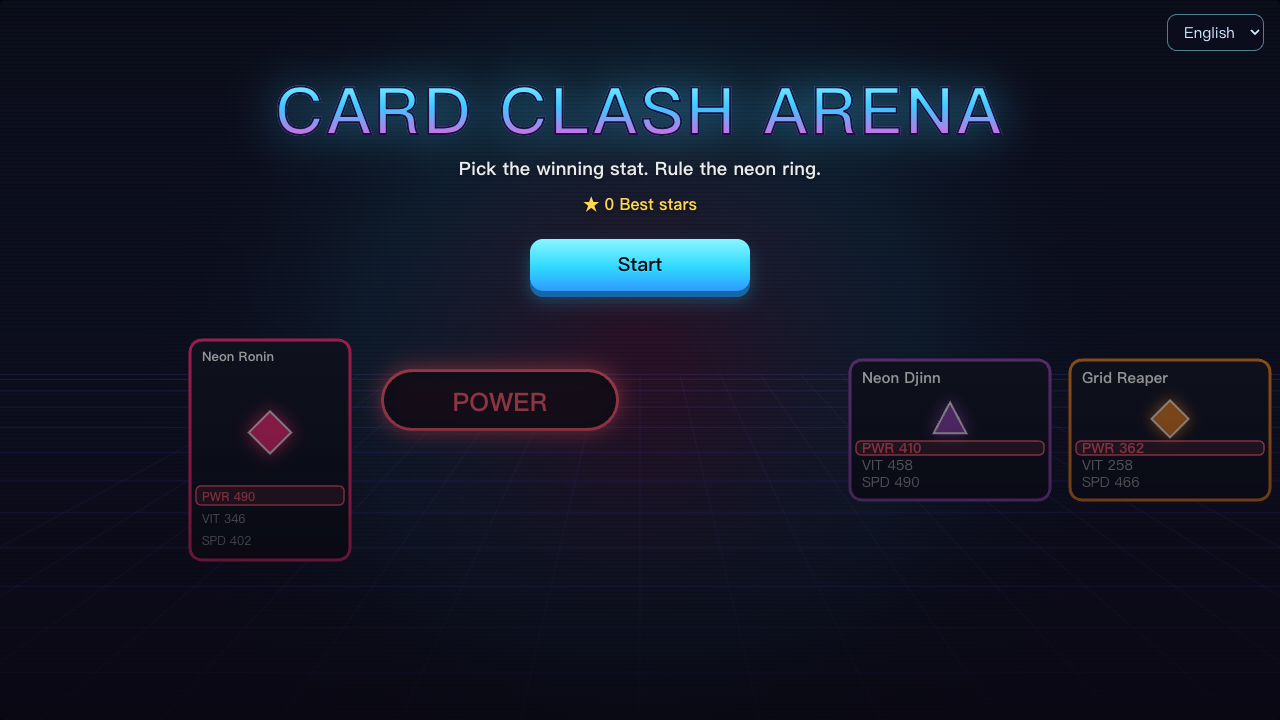 English
CARD CLASH ARENA
Pick the winning stat. Rule the neon ring.
★ 0 Best stars
Start
Neon Ronin
PWR 490
VIT 346
SPD 402
POWER
Neon Djinn
PWR 410
VIT 458
SPD 490
Grid Reaper
PWR 362
VIT 258
SPD 466